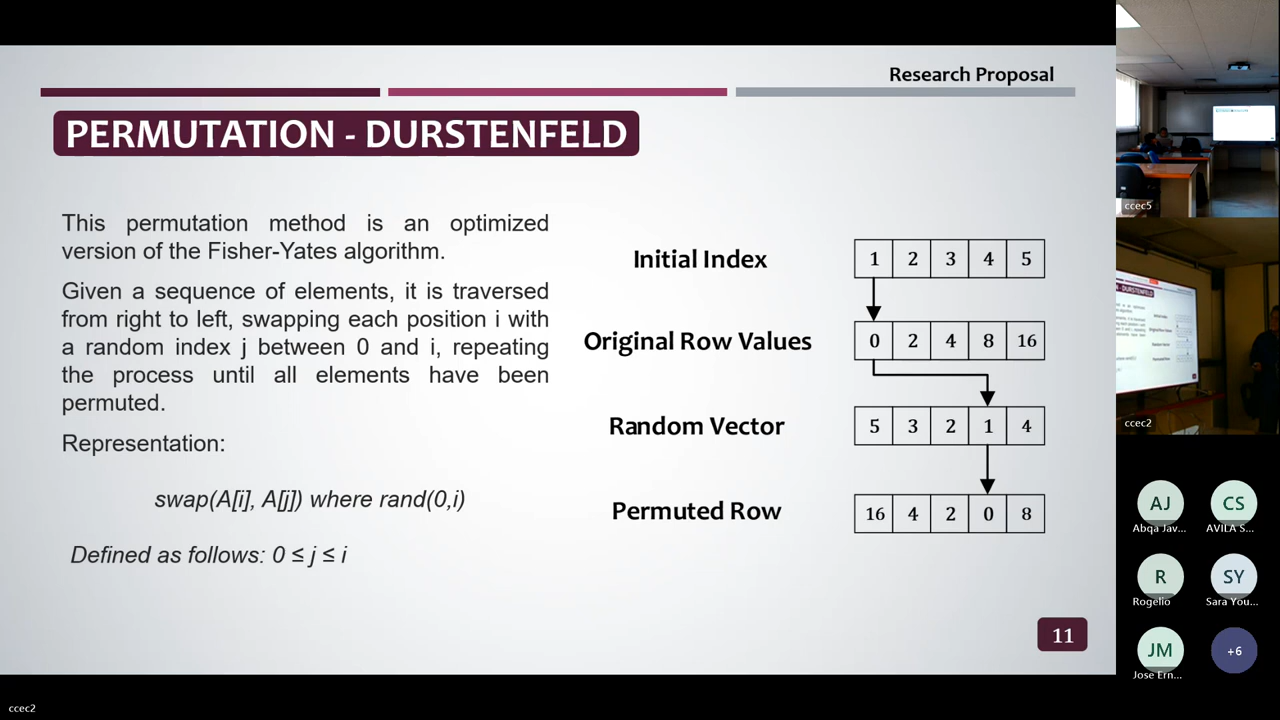 Research Proposal
PERMUTATION - DURSTENFELD
This permutation method is an optimized
version of the Fisher-Yates algorithm.
Given a sequence of elements, it is traversed
from right to left, swapping each position i with
a random index j between 0 and i, repeating
the process until all elements have been
permuted.
Representation:
swap(A[i], A[j]) where rand(0,i)
Defined as follows: 0 ≤ j ≤ i
Initial Index
1 2 3 4 5
Original Row Values
0 2 4 8 16
Random Vector
5 3 2 1 4
Permuted Row
16 4 2 0 8
11
ccec5
ccec2
AJ
Abqa Jav...
CS
AVILA S...
R
Rogelio
SY
Sara You...
JM
Jose Ern...
+6
ccec2